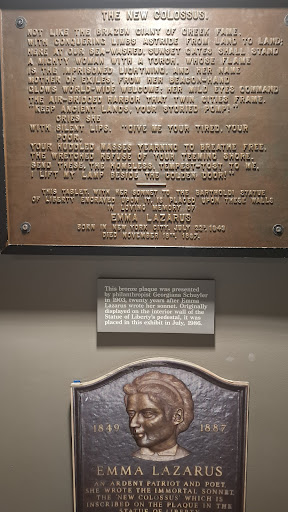 THE NEW COLOSSUS.
NOT LIKE THE BRAZEN GIANT OF GREEK FAME,
WITH CONQUERING LIMBS ASTRIDE FROM LAND TO LAND;
HERE AT OUR SEA-WASHED, SUNSET GATES SHALL STAND
A MIGHTY WOMAN WITH A TORCH, WHOSE FLAME
IS THE IMPRISONED LIGHTNING, AND HER NAME
MOTHER OF EXILES. FROM HER BEACON-HAND
GLOWS WORLD-WIDE WELCOME; HER MILD EYES COMMAND
THE AIR-BRIDGED HARBOR THAT TWIN CITIES FRAME.
"KEEP ANCIENT LANDS, YOUR STORIED POMP!"
CRIES SHE
WITH SILENT LIPS. "GIVE ME YOUR TIRED, YOUR
YOUR HUDDLED MASSES YEARNING TO BREATHE FREE,
THE WRETCHED REFUSE OF YOUR TEEMING SHORE.
SEND THESE, THE HOMELESS, TEMPEST-TOST TO ME,
I LIFT MY LAMP BESIDE THE GOLDEN DOOR!"
THIS TABLET, WITH HER SONNET TO THE BARTHOLDI STATUE
OF LIBERTY ENGRAVED UPON IT, IS PLACED UPON THESE WALLS
IN LOVING MEMORY OF
EMMA LAZARUS
BORN IN NEW YORK CITY, JULY 22ND, 1849
DIED NOVEMBER 19TH, 1887.
This bronze plaque was presented
by philanthropist Georgiana Schuyler
in 1903, twenty years after Emma
Lazarus wrote her sonnet. Originally
displayed on the interior wall of the
Statue of Liberty's pedestal, it was
placed in this exhibit in July, 1986.
1849 1887
EMMA LAZARUS
AN ARDENT PATRIOT AND POET,
SHE WROTE THE IMMORTAL SONNET,
'THE NEW COLOSSUS' WHICH IS
INSCRIBED ON THE PLAQUE IN THE
STATUE OF LIBERTY